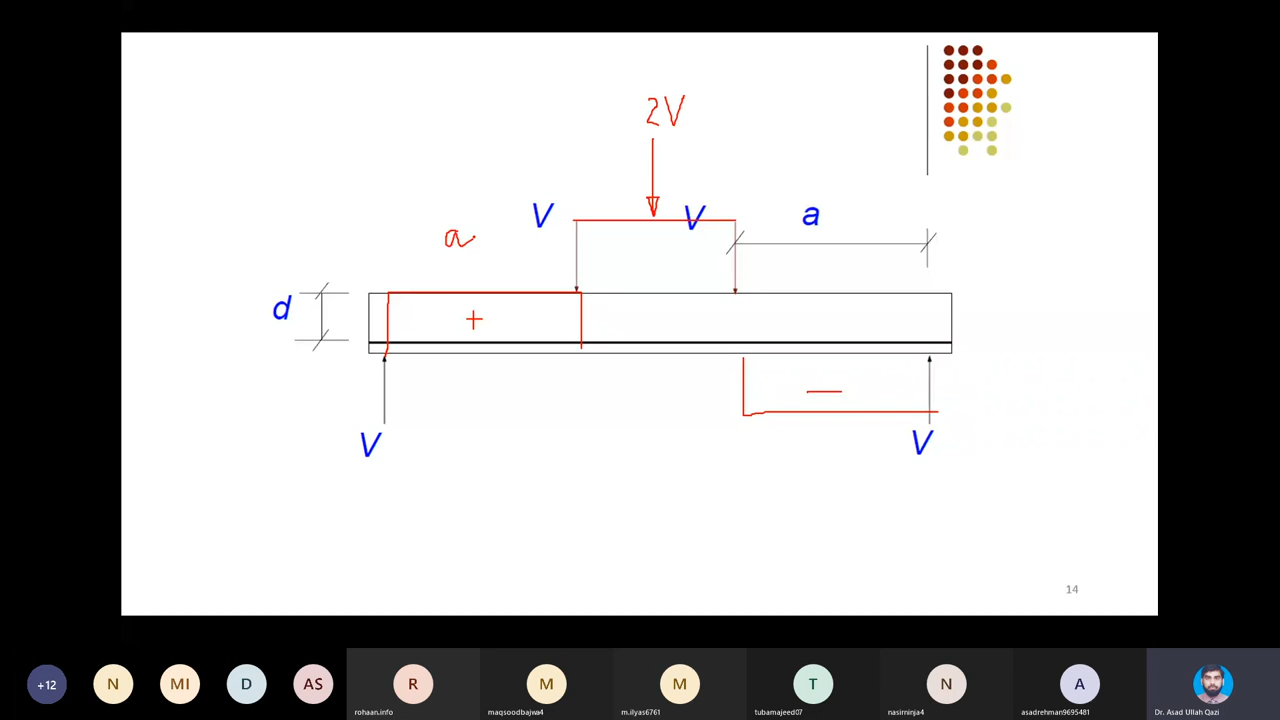 2V
V
V
a
a
d
+
—
V
V
14
+12
N
MI
D
AS
R
M
M
T
N
A
rohaan.info
maqsoodbajwa4
m.ilyas6761
tubamajeed07
nasirninja4
asadrehman9695481
Dr. Asad Ullah Qazi